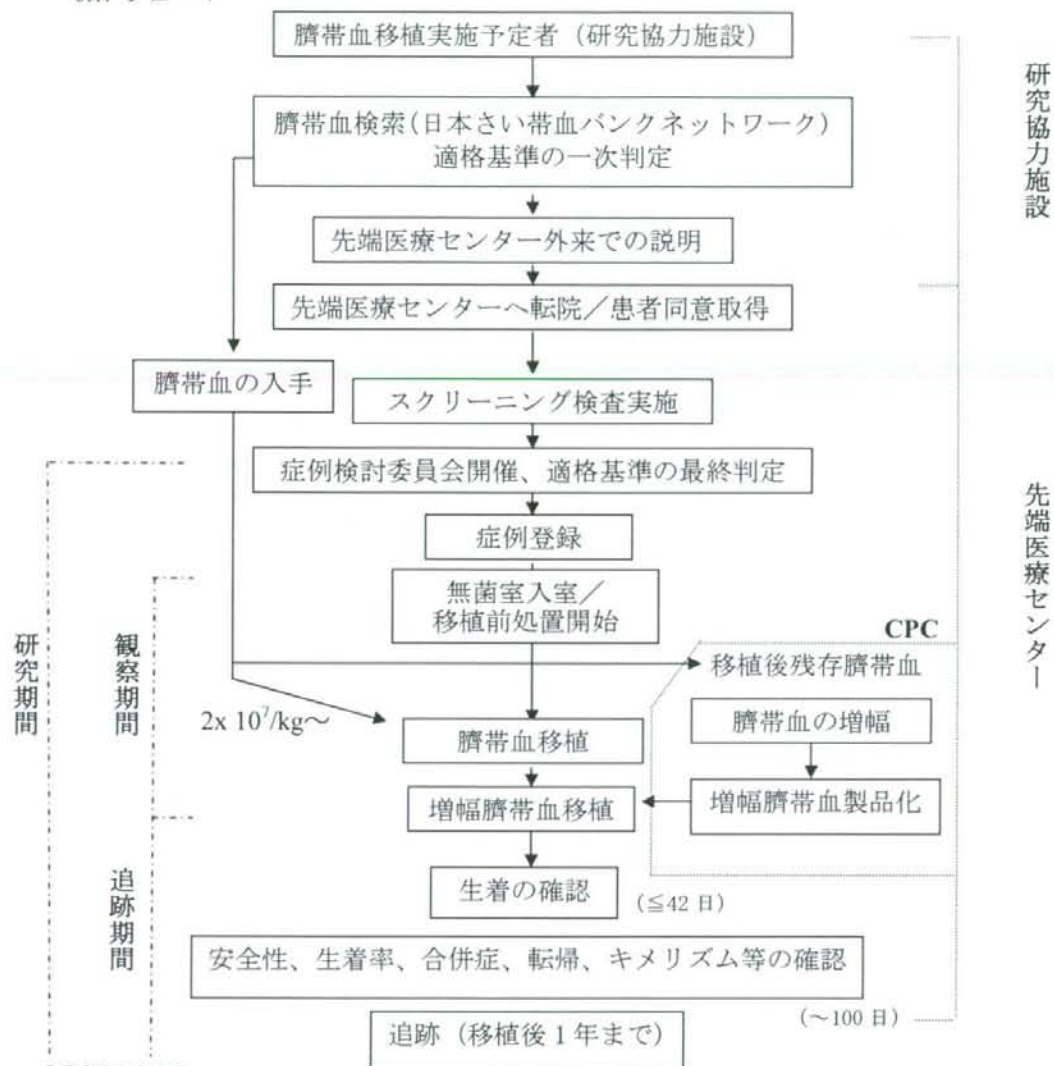 臍帯血移植実施予定者（研究協力施設）
臍帯血検索(日本さい帯血バンクネットワーク)
適格基準の一次判定
先端医療センター外来での説明
先端医療センターへ転院／患者同意取得
臍帯血の入手
スクリーニング検査実施
症例検討委員会開催、適格基準の最終判定
症例登録
無菌室入室／
移植前処置開始
CPC
移植後残存臍帯血
2x 10⁷/kg～
臍帯血移植
臍帯血の増幅
増幅臍帯血移植
増幅臍帯血製品化
生着の確認
(≦42 日)
安全性、生着率、合併症、転帰、キメリズム等の確認
(～100 日)
追跡（移植後 1 年まで）
研究期間
観察期間
追跡期間
研究協力施設
先端医療センター